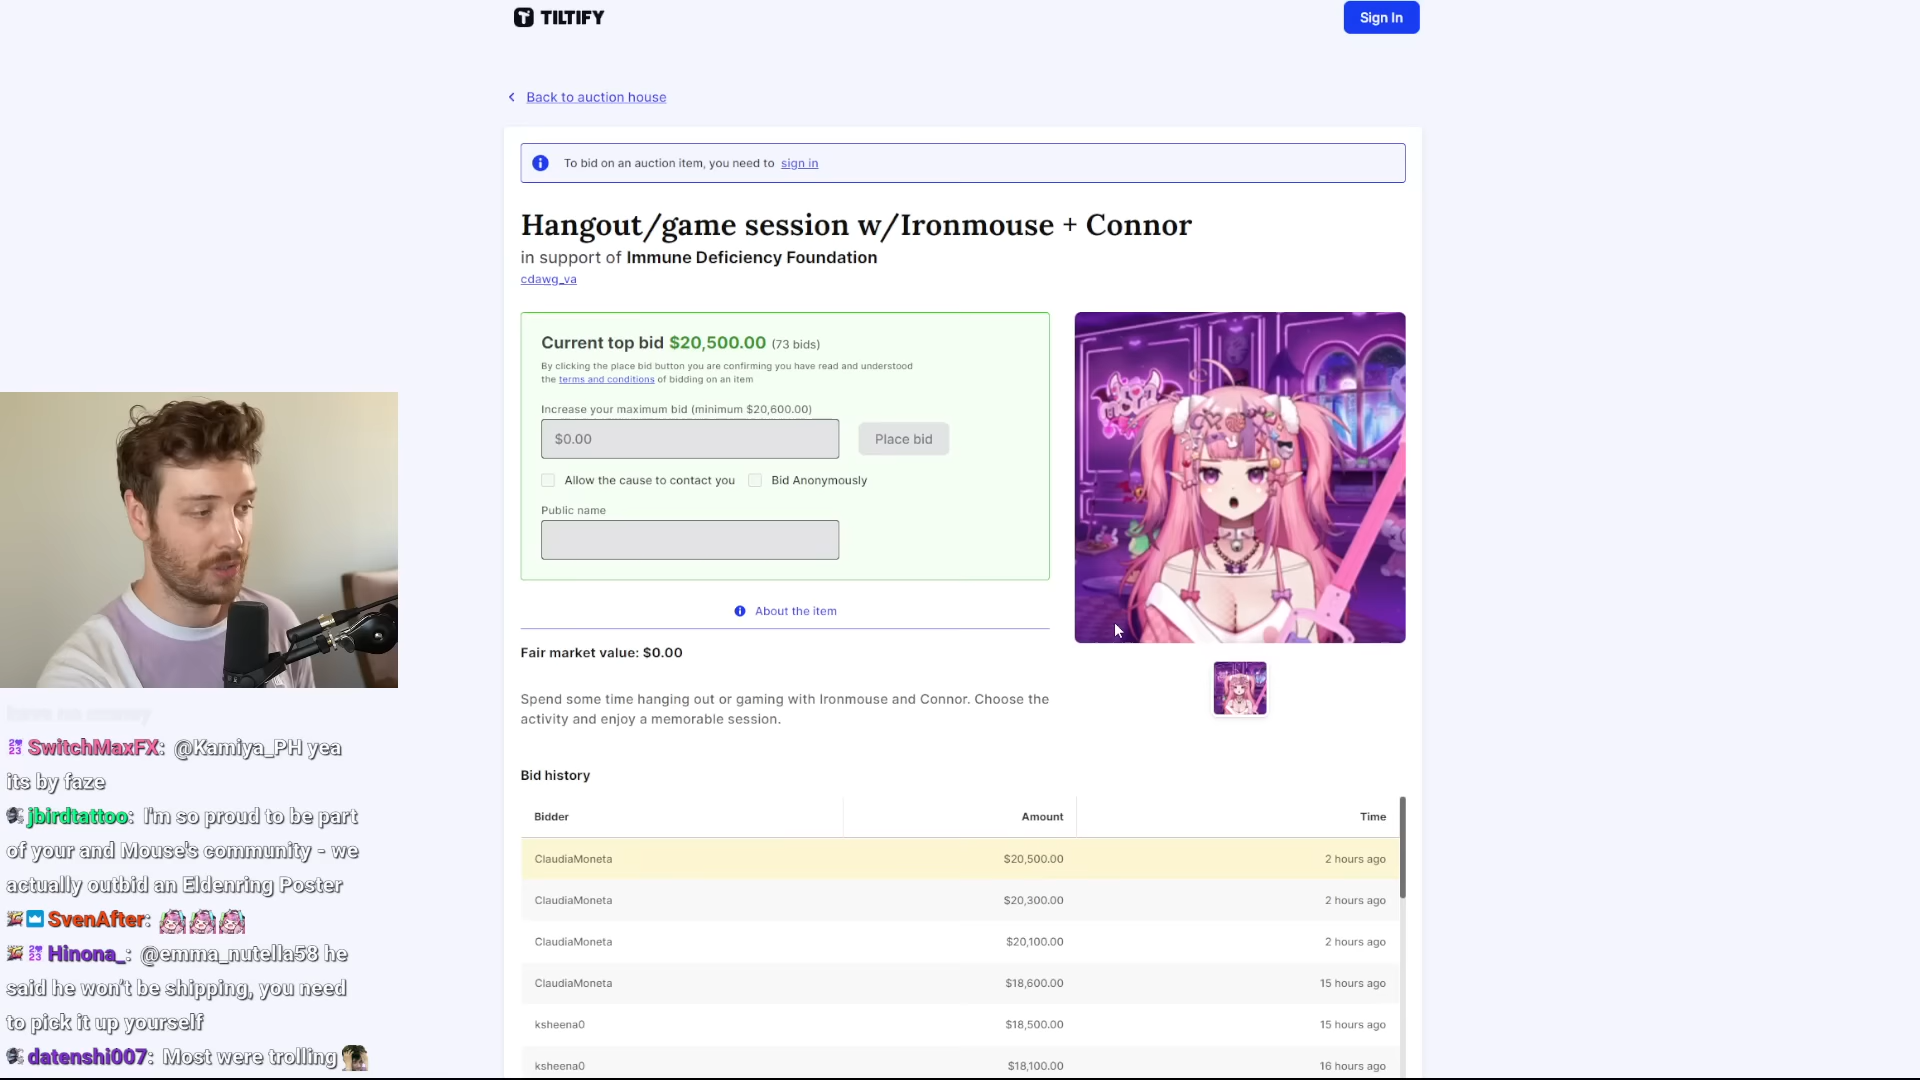 TILTIFY
Sign In
Back to auction house
To bid on an auction item, you need to sign in
Hangout/game session w/Ironmouse + Connor
in support of Immune Deficiency Foundation
cdawg_va
Current top bid $20,500.00 (73 bids)
By clicking the place bid button you are confirming you have read and understood
the terms and conditions of bidding on an item
Increase your maximum bid (minimum $20,600.00)
$0.00
Place bid
Allow the cause to contact you
Bid Anonymously
Public name
About the item
Fair market value: $0.00
Spend some time hanging out or gaming with Ironmouse and Connor. Choose the
activity and enjoy a memorable session.
Bid history
Bidder Amount Time
ClaudiaMoneta $20,500.00 2 hours ago
ClaudiaMoneta $20,300.00 2 hours ago
ClaudiaMoneta $20,100.00 2 hours ago
ClaudiaMoneta $18,600.00 15 hours ago
ksheena0 $18,500.00 15 hours ago
ksheena0 $18,100.00 16 hours ago
SwitchMaxFX: @Kamiya_PH yea
its by faze
jbirdtattoo: I'm so proud to be part
of your and Mouse's community - we
actually outbid an Eldenring Poster
SvenAfter:
Hinona_: @emma_nutella58 he
said he won't be shipping, you need
to pick it up yourself
datenshi007: Most were trolling